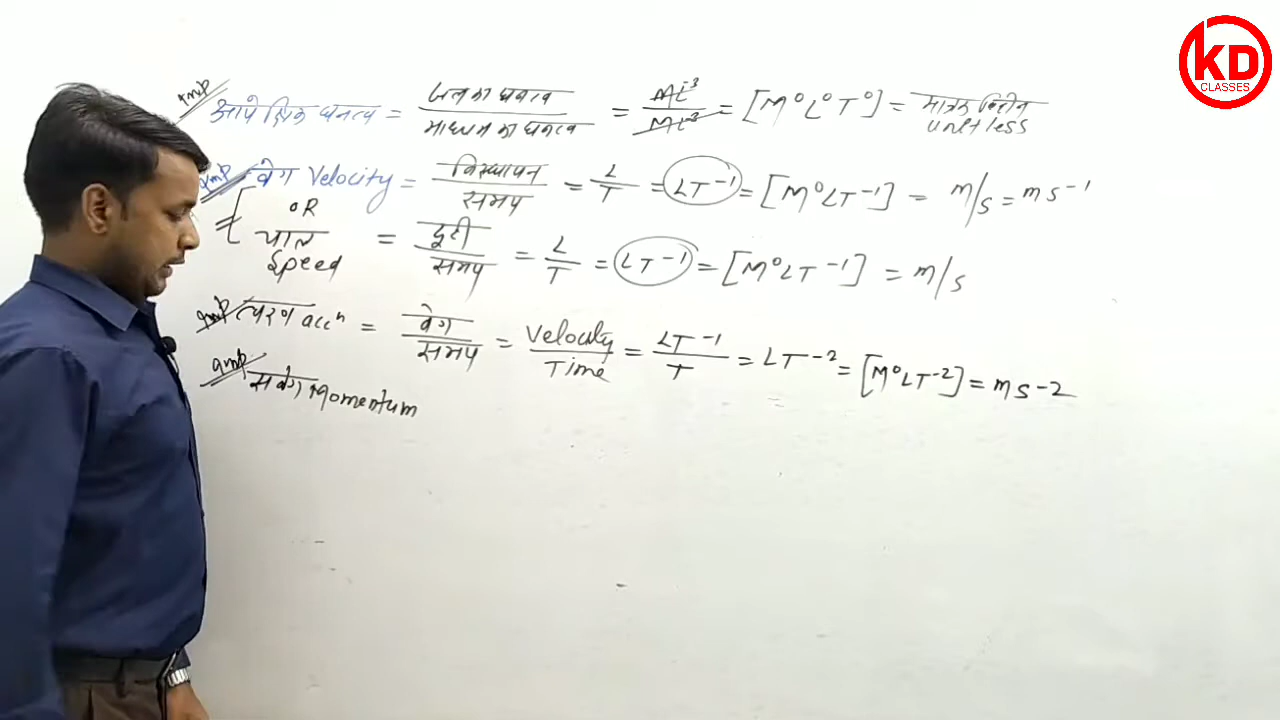 KD
CLASSES
Imp आपेक्षिक घनत्व = जल का घनत्व / माध्यम का घनत्व = ML⁻³ / ML⁻³ = [M⁰L⁰T⁰] = मात्रक विहीन unitless
Imp वेग Velocity = विस्थापन / समय = L / T = LT⁻¹ = [M⁰LT⁻¹] = m/s = ms⁻¹
OR
चाल Speed = दूरी / समय = L / T = LT⁻¹ = [M⁰LT⁻¹] = m/s
Imp त्वरण accⁿ = वेग / समय = Velocity / Time = LT⁻¹ / T = LT⁻² = [M⁰LT⁻²] = ms⁻²
Imp संवेग Momentum